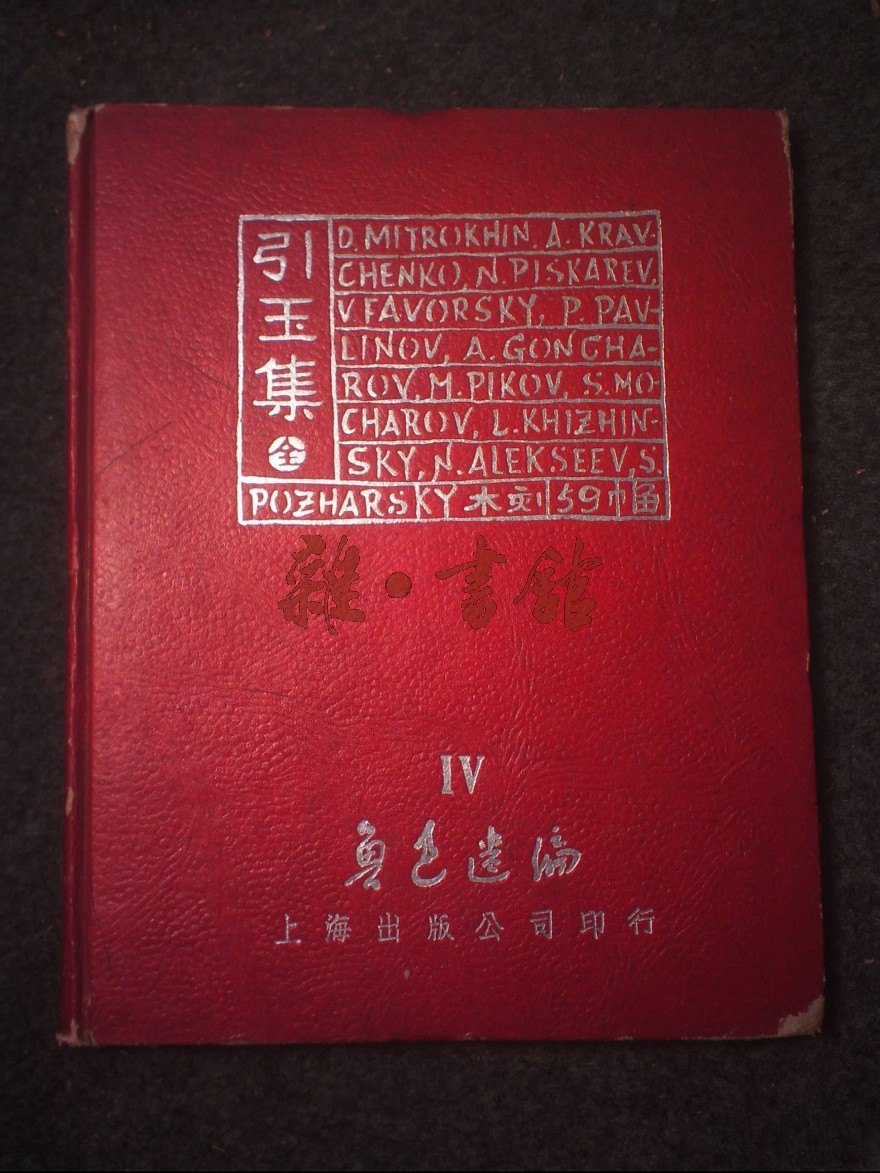 引玉集
全
D. MITROKHIN. A. KRAV-
CHENKO, N. PISKAREV,
V. FAVORSKY, P. PAV-
LINOV, A. GONCHA-
ROV, M. PIKOV, S. MO-
CHAROV, L. KHIZHIN-
SKY, N. ALEKSEEV, S.
POZHARSKY 木刻59幅
雜·書館
IV
魯迅遺編
上海出版公司印行